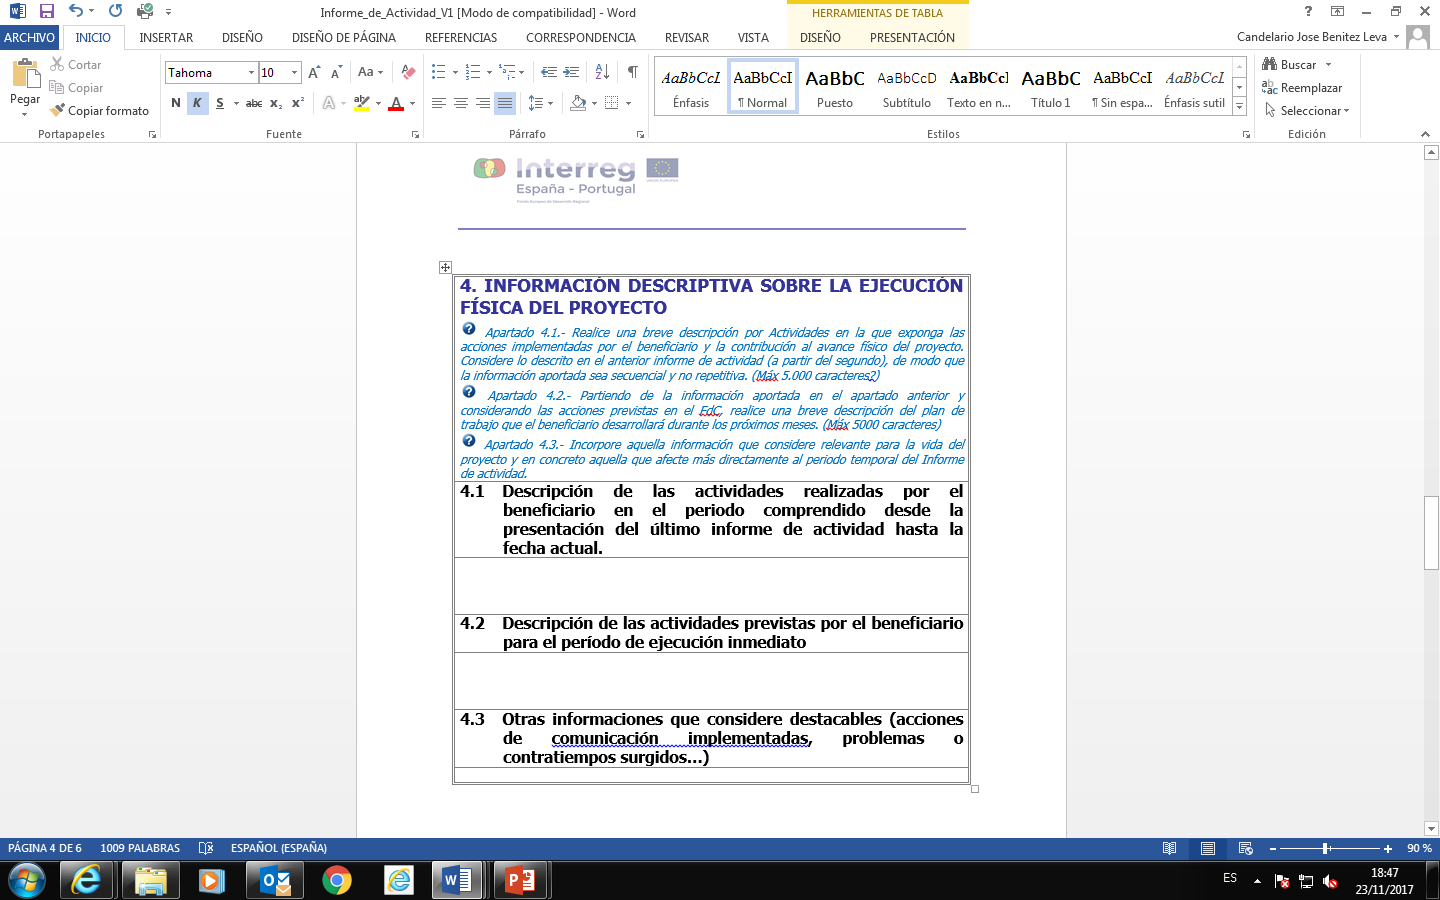 Informe_de_Actividad_V1 [Modo de compatibilidad] - Word
HERRAMIENTAS DE TABLA
ARCHIVO INICIO INSERTAR DISEÑO DISEÑO DE PÁGINA REFERENCIAS CORRESPONDENCIA REVISAR VISTA DISEÑO PRESENTACIÓN
Candelario Jose Benitez Leva
Pegar
Cortar
Copiar
Copiar formato
Portapapeles
Tahoma 10
N K S abc x₂ x²
Fuente
Párrafo
AaBbCcI AaBbCcI AaBbC AaBbCcD AaBbCcI AaBbC AaBbCcI AaBbCcI
Énfasis ¶ Normal Puesto Subtítulo Texto en n... Título 1 ¶ Sin espa... Énfasis sutil
Estilos
Buscar
Reemplazar
Seleccionar
Edición
Interreg
España - Portugal
Fondo Europeo de Desarrollo Regional
UNIÓN EUROPEA
4. INFORMACIÓN DESCRIPTIVA SOBRE LA EJECUCIÓN
FÍSICA DEL PROYECTO
Apartado 4.1.- Realice una breve descripción por Actividades en la que exponga las
acciones implementadas por el beneficiario y la contribución al avance físico del proyecto.
Considere lo descrito en el anterior informe de actividad (a partir del segundo), de modo que
la información aportada sea secuencial y no repetitiva. (Máx 5.000 caracteres2)
Apartado 4.2.- Partiendo de la información aportada en el apartado anterior y
considerando las acciones previstas en el EdC, realice una breve descripción del plan de
trabajo que el beneficiario desarrollará durante los próximos meses. (Máx 5000 caracteres)
Apartado 4.3.- Incorpore aquella información que considere relevante para la vida del
proyecto y en concreto aquella que afecte más directamente al periodo temporal del Informe
de actividad.
4.1 Descripción de las actividades realizadas por el
beneficiario en el periodo comprendido desde la
presentación del último informe de actividad hasta la
fecha actual.
4.2 Descripción de las actividades previstas por el beneficiario
para el período de ejecución inmediato
4.3 Otras informaciones que considere destacables (acciones
de comunicación implementadas, problemas o
contratiempos surgidos...)
PÁGINA 4 DE 6 1009 PALABRAS ESPAÑOL (ESPAÑA) 90 %
ES
18:47
23/11/2017